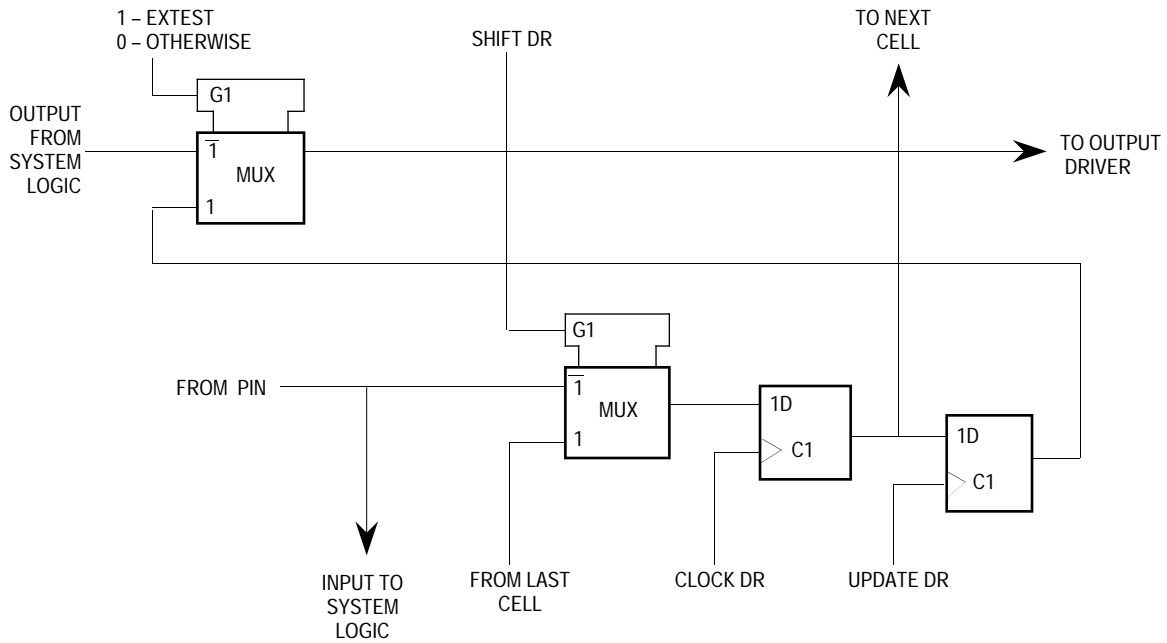 1 – EXTEST
0 – OTHERWISE
SHIFT DR
TO NEXT
CELL
G1
OUTPUT
FROM
SYSTEM
LOGIC
1
MUX
1
TO OUTPUT
DRIVER
G1
FROM PIN
1
MUX
1
1D
C1
1D
C1
INPUT TO
SYSTEM
LOGIC
FROM LAST
CELL
CLOCK DR
UPDATE DR